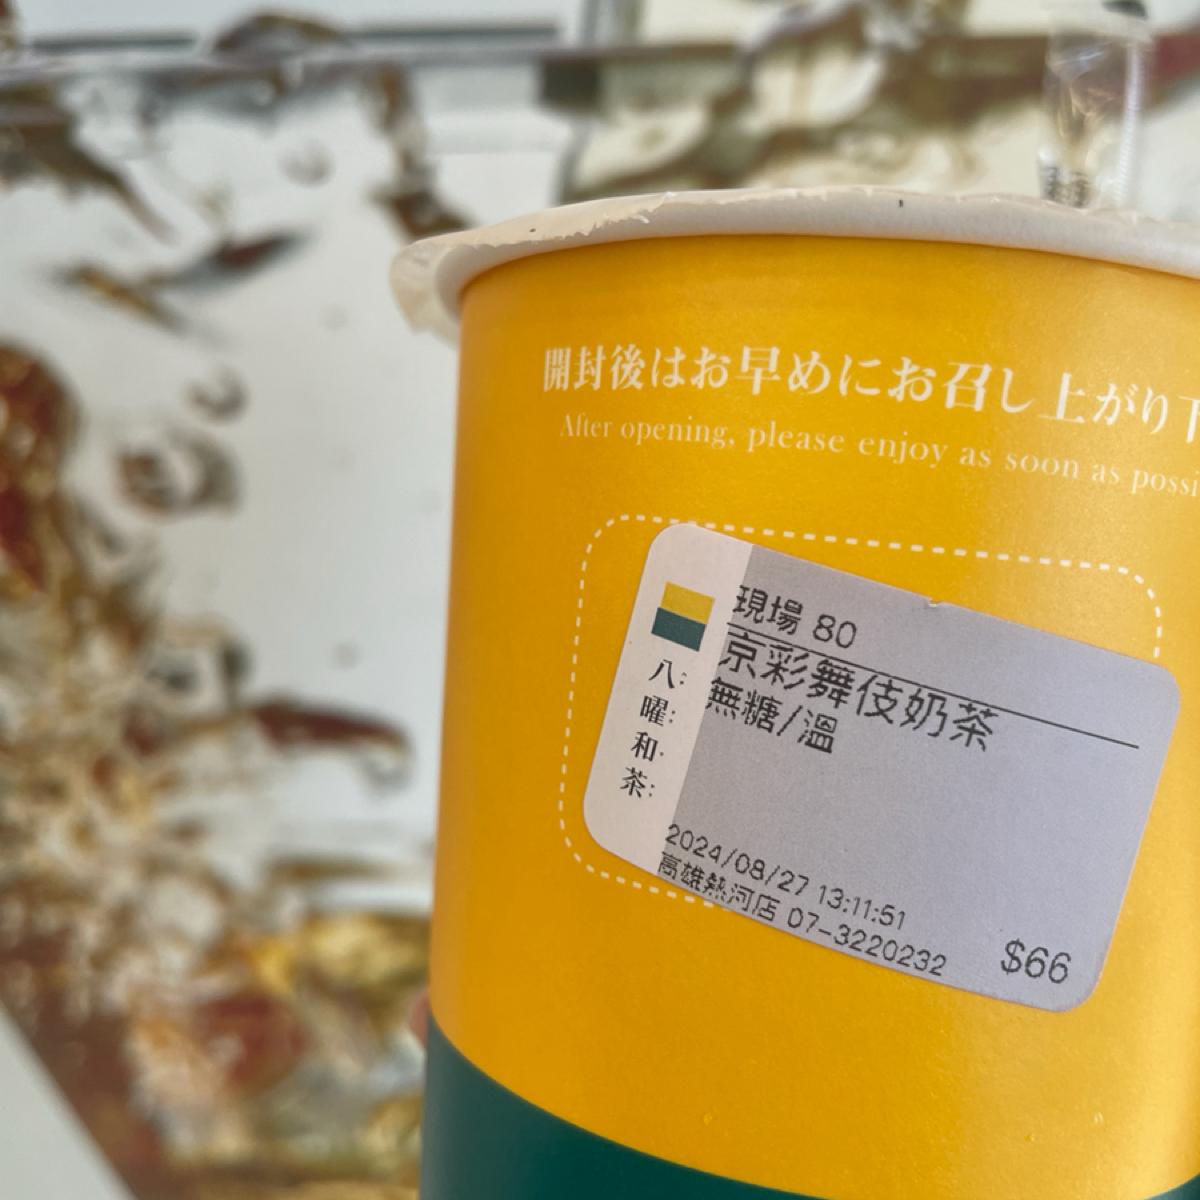 開封後はお早めにお召し上がり下
After opening, please enjoy as soon as possi
八曜和茶
現場 80
京彩舞伎奶茶
無糖/溫
2024/08/27 13:11:51
高雄熱河店 07-3220232
$66